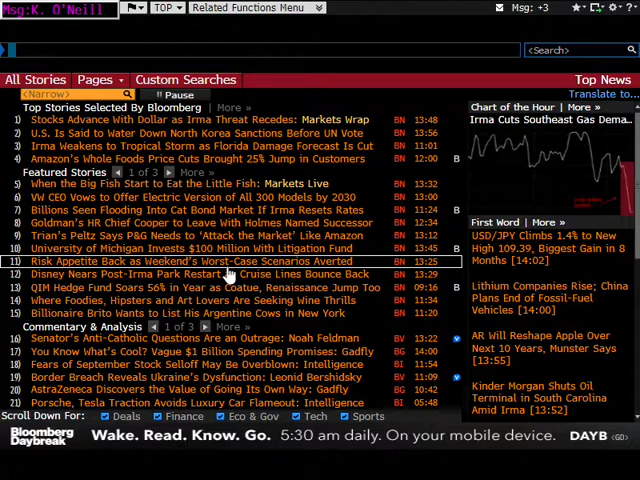 Msg:K. O'Neill
TOP
Related Functions Menu
Msg: +3
<Search>
All Stories
Pages
Custom Searches
Top News
<Narrow>
Pause
Translate to...
Top Stories Selected By Bloomberg | More »
1) Stocks Advance With Dollar as Irma Threat Recedes: Markets Wrap BN 13:48
2) U.S. Is Said to Water Down North Korea Sanctions Before UN Vote BN 13:56
3) Irma Weakens to Tropical Storm as Florida Damage Forecast Is Cut BN 11:01
4) Amazon's Whole Foods Price Cuts Brought 25% Jump in Customers BN 12:00 B
Featured Stories 1 of 3 More »
5) When the Big Fish Start to Eat the Little Fish: Markets Live BN 13:32
6) VW CEO Vows to Offer Electric Version of All 300 Models by 2030 BN 13:00
7) Billions Seen Flooding Into Cat Bond Market If Irma Resets Rates BN 11:24 B
8) Goldman's HR Chief Cooper to Leave With Holmes Named Successor BN 12:34
9) Trian's Peltz Says P&G Needs to 'Attack the Market' Like Amazon BN 13:11
10) University of Michigan Invests $100 Million With Litigation Fund BN 13:45 B
11) Risk Appetite Back as Weekend's Worst-Case Scenarios Averted BN 13:25
12) Disney Nears Post-Irma Park Restart Cruise Lines Bounce Back BN 13:29
13) QIM Hedge Fund Soars 56% in Year as Coatue, Renaissance Jump Too BN 09:16 B
14) Where Foodies, Hipsters and Art Lovers Are Seeking Wine Thrills BN 11:34
15) Billionaire Brito Wants to List His Argentine Cows in New York BN 11:20
Commentary & Analysis 1 of 3 More »
16) Senator's Anti-Catholic Questions Are an Outrage: Noah Feldman BV 13:22
17) You Know What's Cool? Vague $1 Billion Spending Promises: Gadfly BG 14:00
18) Fears of September Stock Selloff May Be Overblown: Intelligence BI 11:54
19) Border Breach Reveals Ukraine's Dysfunction: Leonid Bershidsky BV 11:00
20) AstraZeneca Discovers the Value of Going Its Own Way: Gadfly BG 10:42
21) Porsche, Tesla Traction Avoids Luxury Car Flameout: Intelligence BI 05:48
Scroll Down For: Deals Finance Eco & Gov Tech Sports
Chart of the Hour | More »
Irma Cuts Southeast Gas Dema...
First Word | More »
USD/JPY Climbs 1.4% to New
High 109.39, Biggest Gain in 8
Months [14:02]
Lithium Companies Rise; China
Plans End of Fossil-Fuel
Vehicles [14:00]
AR Will Reshape Apple Over
Next 10 Years, Munster Says
[13:55]
Kinder Morgan Shuts Oil
Terminal in South Carolina
Amid Irma [13:52]
Bloomberg
Daybreak
Wake. Read. Know. Go. 5:30 am daily. On your mobile device. DAYB <GO>